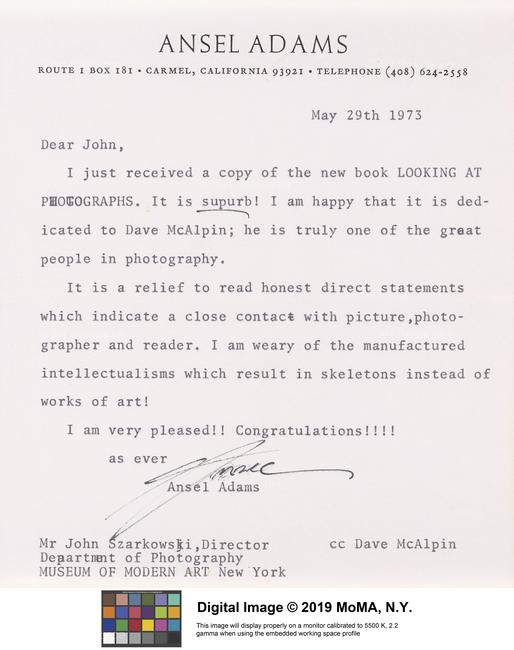 ANSEL ADAMS
ROUTE 1 BOX 181 • CARMEL, CALIFORNIA 93921 • TELEPHONE (408) 624-2558
May 29th 1973
Dear John,
I just received a copy of the new book LOOKING AT
PHOTOGRAPHS. It is supurb! I am happy that it is ded-
icated to Dave McAlpin; he is truly one of the great
people in photography.
It is a relief to read honest direct statements
which indicate a close contact with picture,photo-
grapher and reader. I am weary of the manufactured
intellectualisms which result in skeletons instead of
works of art!
I am very pleased!! Congratulations!!!!
as ever
Ansel
Ansel Adams
Mr John Szarkowski,Director
cc Dave McAlpin
Department of Photography
MUSEUM OF MODERN ART New York
Digital Image © 2019 MoMA, N.Y.
This image will display properly on a monitor calibrated to 5500 K, 2.2
gamma when using the embedded working space profile